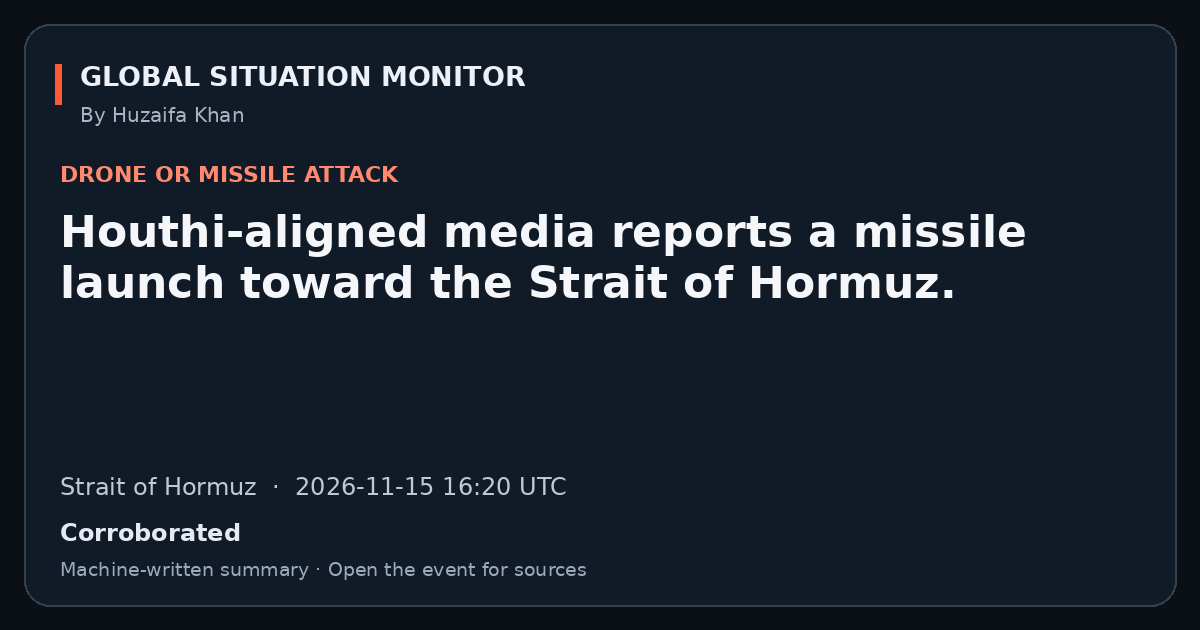 GLOBAL SITUATION MONITOR
By Huzaifa Khan
DRONE OR MISSILE ATTACK
Houthi-aligned media reports a missile
launch toward the Strait of Hormuz.
Strait of Hormuz · 2026-11-15 16:20 UTC
Corroborated
Machine-written summary · Open the event for sources